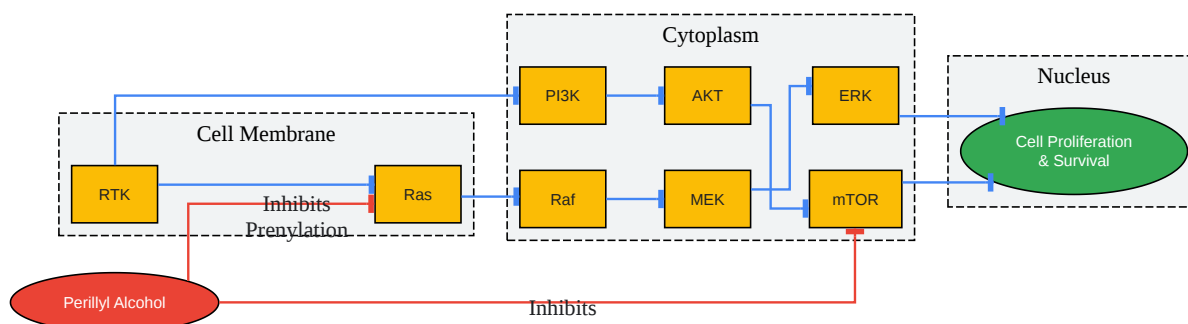 Cytoplasm
Nucleus
Cell Membrane
PI3K
AKT
ERK
Cell Proliferation
& Survival
RTK
Ras
Raf
MEK
mTOR
Inhibits
Prenylation
Perillyl Alcohol
Inhibits